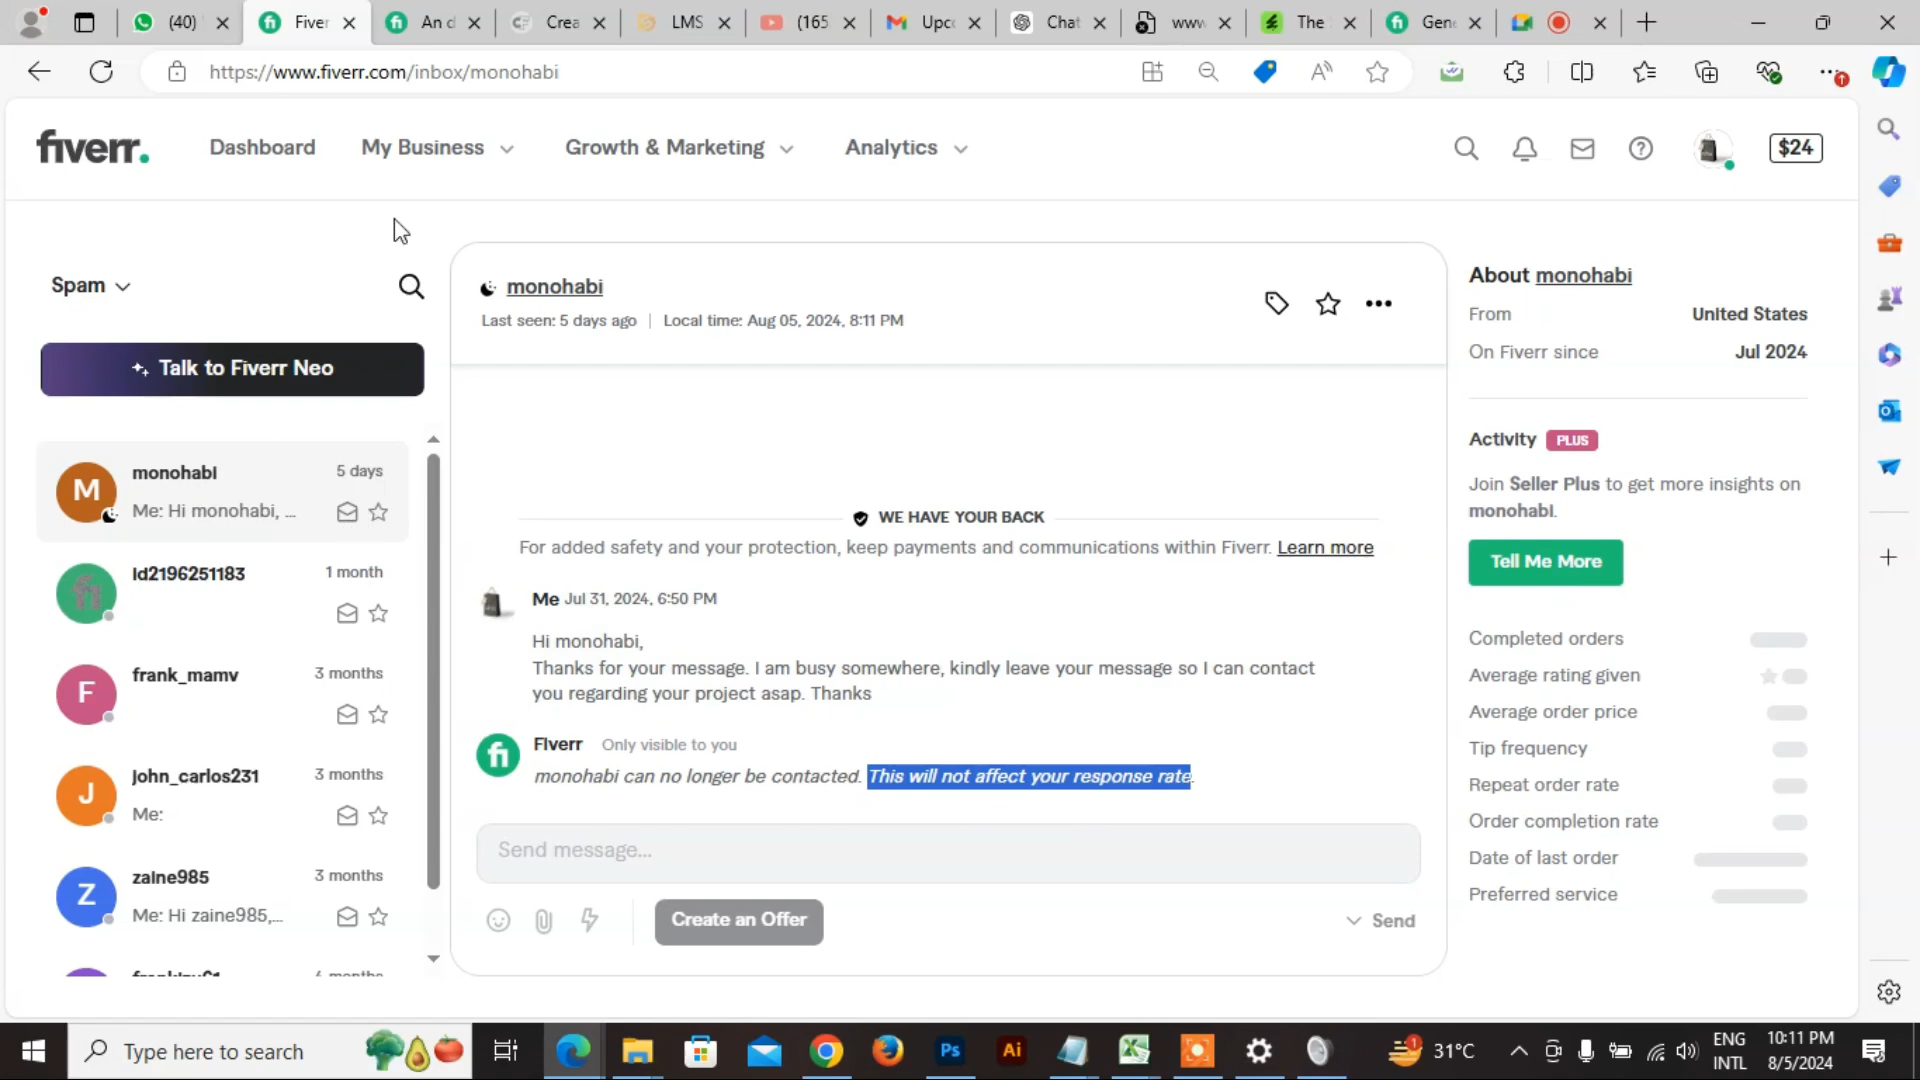 (40)
Fiver
An c
Crea
LMS
(165
Upco
Chat
www
The
Gene
https://www.fiverr.com/inbox/monohabi
fiverr.
Dashboard
My Business
Growth & Marketing
Analytics
$24
Spam
Talk to Fiverr Neo
monohabi
5 days
Me: Hi monohabi, ...
id2196251183
1 month
frank_mamv
3 months
john_carlos231
3 months
Me:
zaine985
3 months
Me: Hi zaine985,...
4 months
monohabi
Last seen: 5 days ago | Local time: Aug 05, 2024, 8:11 PM
WE HAVE YOUR BACK
For added safety and your protection, keep payments and communications within Fiverr. Learn more
Me Jul 31, 2024, 6:50 PM
Hi monohabi,
Thanks for your message. I am busy somewhere, kindly leave your message so I can contact
you regarding your project asap. Thanks
Fiverr Only visible to you
monohabi can no longer be contacted. This will not affect your response rate.
Send message...
Create an Offer
Send
About monohabi
From United States
On Fiverr since Jul 2024
Activity PLUS
Join Seller Plus to get more insights on
monohabi.
Tell Me More
Completed orders
Average rating given
Average order price
Tip frequency
Repeat order rate
Order completion rate
Date of last order
Preferred service
Type here to search
Ps
Ai
31°C
ENG
INTL
10:11 PM
8/5/2024